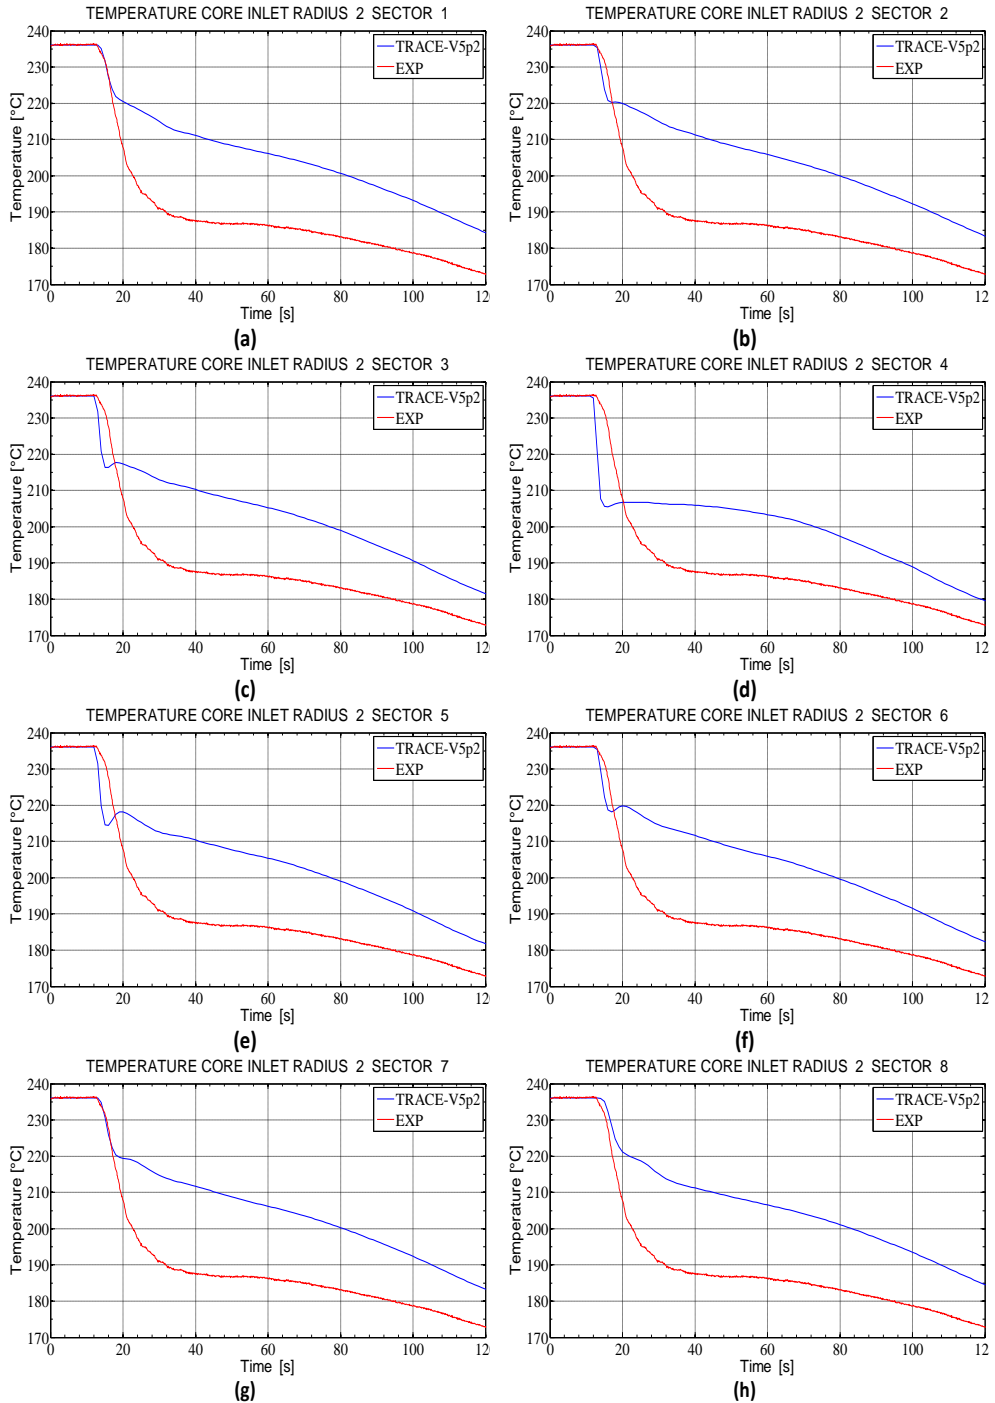 TEMPERATURE CORE INLET RADIUS 2 SECTOR 1
Temperature [°C]
240
230
220
210
200
190
180
170
TRACE-V5p2
EXP
0 20 40 60 80 100 12
Time [s]
(a)
TEMPERATURE CORE INLET RADIUS 2 SECTOR 2
Temperature [°C]
240
230
220
210
200
190
180
170
TRACE-V5p2
EXP
0 20 40 60 80 100 12
Time [s]
(b)
TEMPERATURE CORE INLET RADIUS 2 SECTOR 3
Temperature [°C]
240
230
220
210
200
190
180
170
TRACE-V5p2
EXP
0 20 40 60 80 100 120
Time [s]
(c)
TEMPERATURE CORE INLET RADIUS 2 SECTOR 4
Temperature [°C]
240
230
220
210
200
190
180
170
TRACE-V5p2
EXP
0 20 40 60 80 100 12
Time [s]
(d)
TEMPERATURE CORE INLET RADIUS 2 SECTOR 5
Temperature [°C]
240
230
220
210
200
190
180
170
TRACE-V5p2
EXP
0 20 40 60 80 100 12
Time [s]
(e)
TEMPERATURE CORE INLET RADIUS 2 SECTOR 6
Temperature [°C]
240
230
220
210
200
190
180
170
TRACE-V5p2
EXP
0 20 40 60 80 100 12
Time [s]
(f)
TEMPERATURE CORE INLET RADIUS 2 SECTOR 7
Temperature [°C]
240
230
220
210
200
190
180
170
TRACE-V5p2
EXP
0 20 40 60 80 100 12
Time [s]
(g)
TEMPERATURE CORE INLET RADIUS 2 SECTOR 8
Temperature [°C]
240
230
220
210
200
190
180
170
TRACE-V5p2
EXP
0 20 40 60 80 100 12
Time [s]
(h)